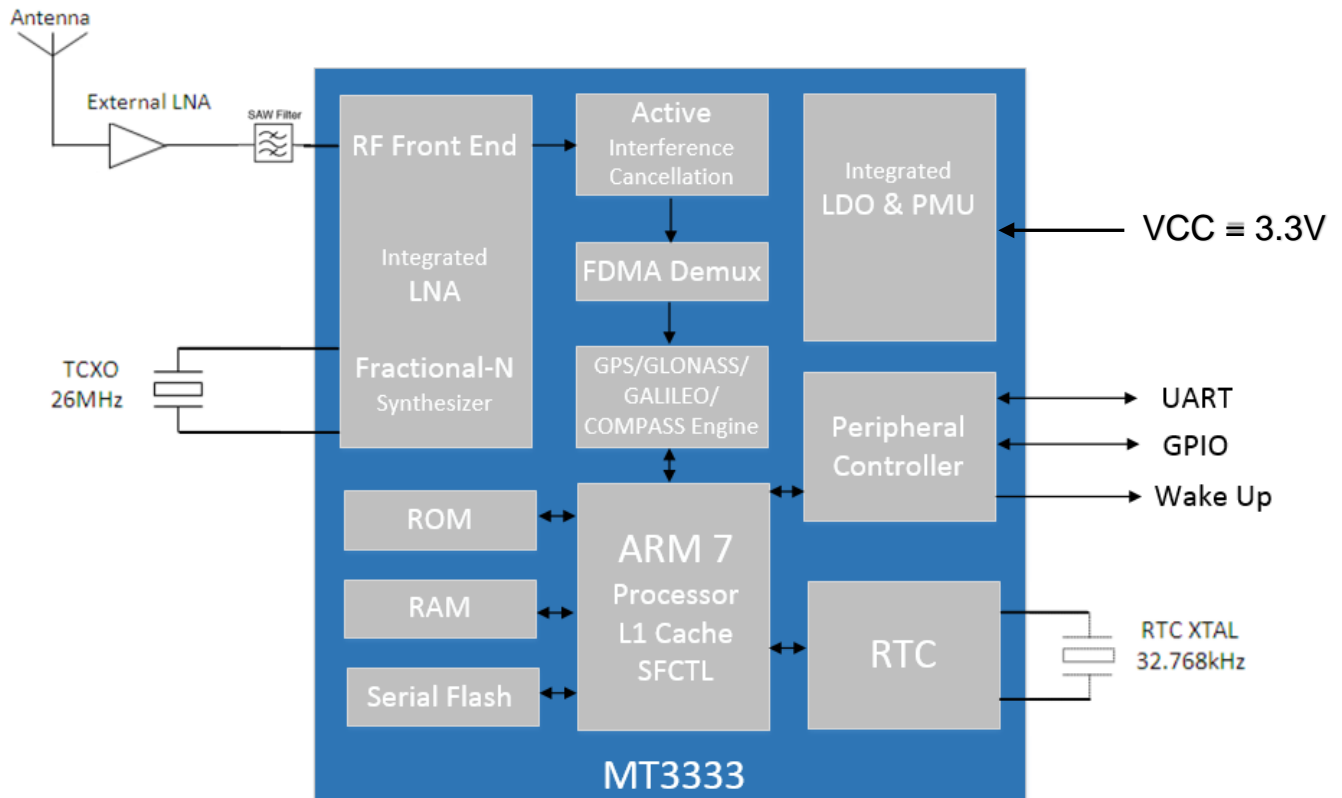 Antenna
External LNA
SAW Filter
RF Front End
Integrated
LNA
Fractional-N
Synthesizer
TCXO
26MHz
Active
Interference
Cancellation
FDMA Demux
GPS/GLONASS/
GALILEO/
COMPASS Engine
Integrated
LDO & PMU
VCC = 3.3V
Peripheral
Controller
UART
GPIO
Wake Up
ROM
RAM
Serial Flash
ARM 7
Processor
L1 Cache
SFCTL
RTC
RTC XTAL
32.768kHz
MT3333